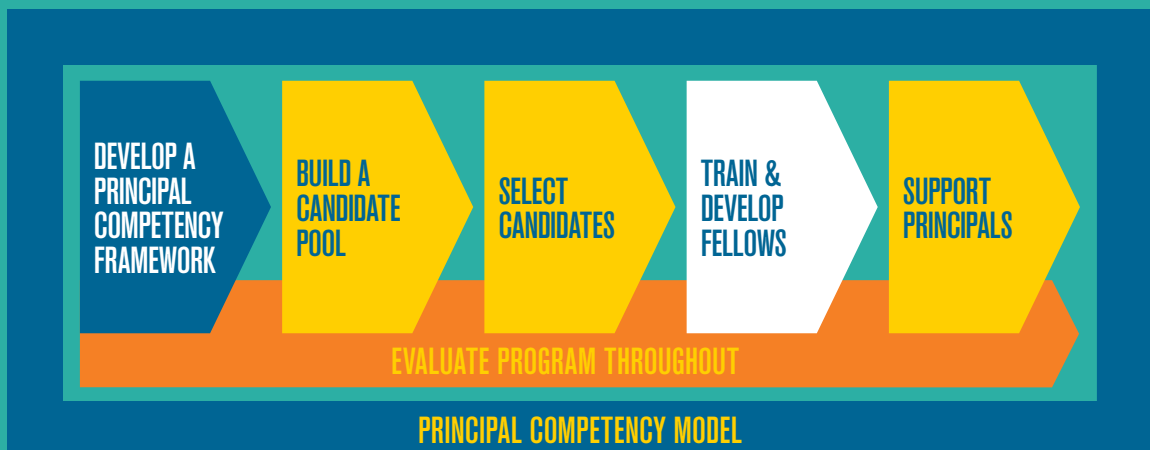 DEVELOP A
PRINCIPAL
COMPETENCY
FRAMEWORK
BUILD A
CANDIDATE
POOL
SELECT
CANDIDATES
TRAIN &
DEVELOP
FELLOWS
SUPPORT
PRINCIPALS
EVALUATE PROGRAM THROUGHOUT
PRINCIPAL COMPETENCY MODEL